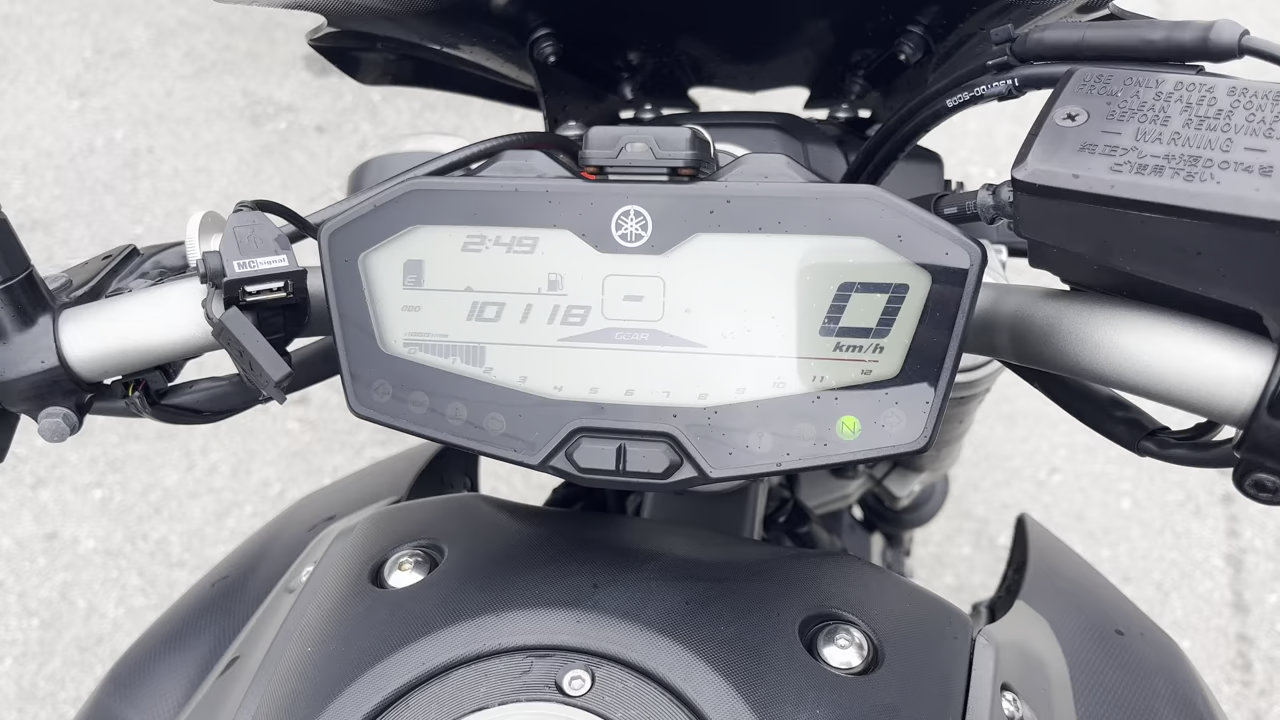 USE ONLY DOT4 BRAKE
FROM A SEALED CONT
CLEAN FILLER CAP
BEFORE REMOVING
WARNING
純正ブレーキ液DOT4を
ご使用下さい.
MC signal
2:49
E
ODO
10118
-
GEAR
0
km/h
0 1 2 3 4 5 6 7 8 9 10 11 12
N